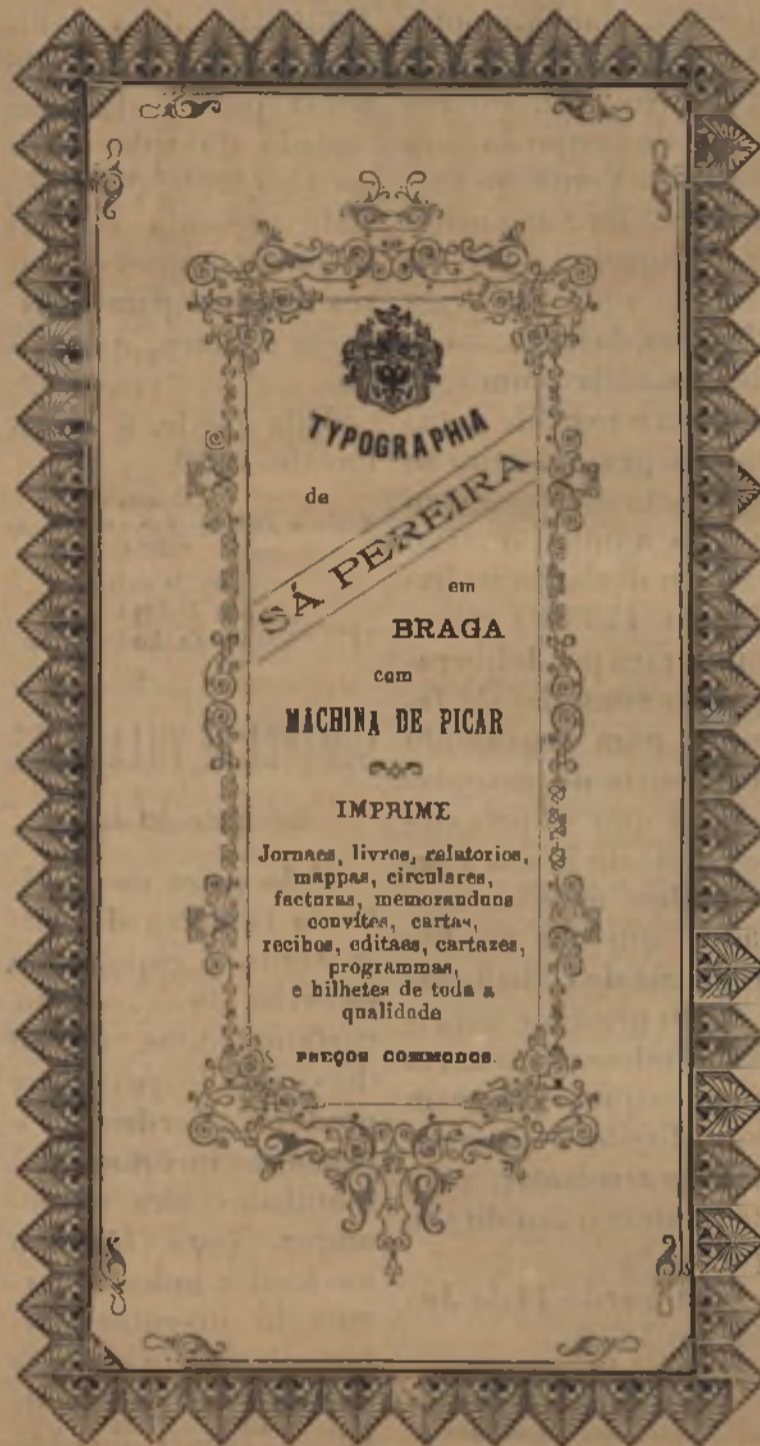 TYPOGRAPHIA
de
SÁ PEREIRA
em
BRAGA
com
MACHINA DE PICAR
IMPRIME
Jornaes, livros, relatorios,
mappas, circulares,
facturas, memoranduns
convites, cartas,
recibos, editaes, cartazes,
programmas,
e bilhetes de toda a
qualidade
PREÇOS COMMODOS.